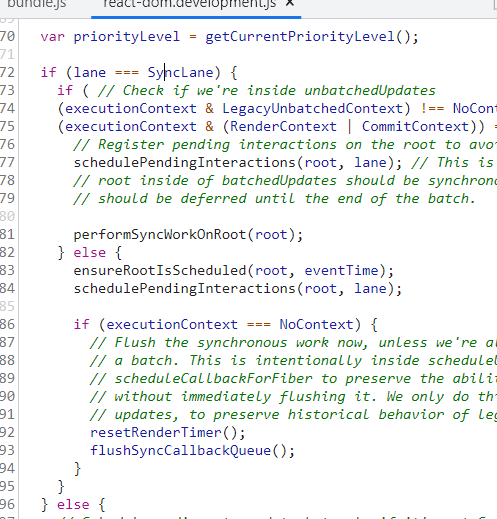 bundle.js react-dom.development.js ×
69
70 var priorityLevel = getCurrentPriorityLevel();
71
72 if (lane === SyncLane) {
73 if ( // Check if we're inside unbatchedUpdates
74 (executionContext & LegacyUnbatchedContext) !== NoCont
75 (executionContext & (RenderContext | CommitContext)) =
76 // Register pending interactions on the root to avo
77 schedulePendingInteractions(root, lane); // This is
78 // root inside of batchedUpdates should be synchrono
79 // should be deferred until the end of the batch.
80
81 performSyncWorkOnRoot(root);
82 } else {
83 ensureRootIsScheduled(root, eventTime);
84 schedulePendingInteractions(root, lane);
85
86 if (executionContext === NoContext) {
87 // Flush the synchronous work now, unless we're al
88 // a batch. This is intentionally inside scheduleU
89 // scheduleCallbackForFiber to preserve the abilit
90 // without immediately flushing it. We only do thi
91 // updates, to preserve historical behavior of leg
92 resetRenderTimer();
93 flushSyncCallbackQueue();
94 }
95 }
96 } else {